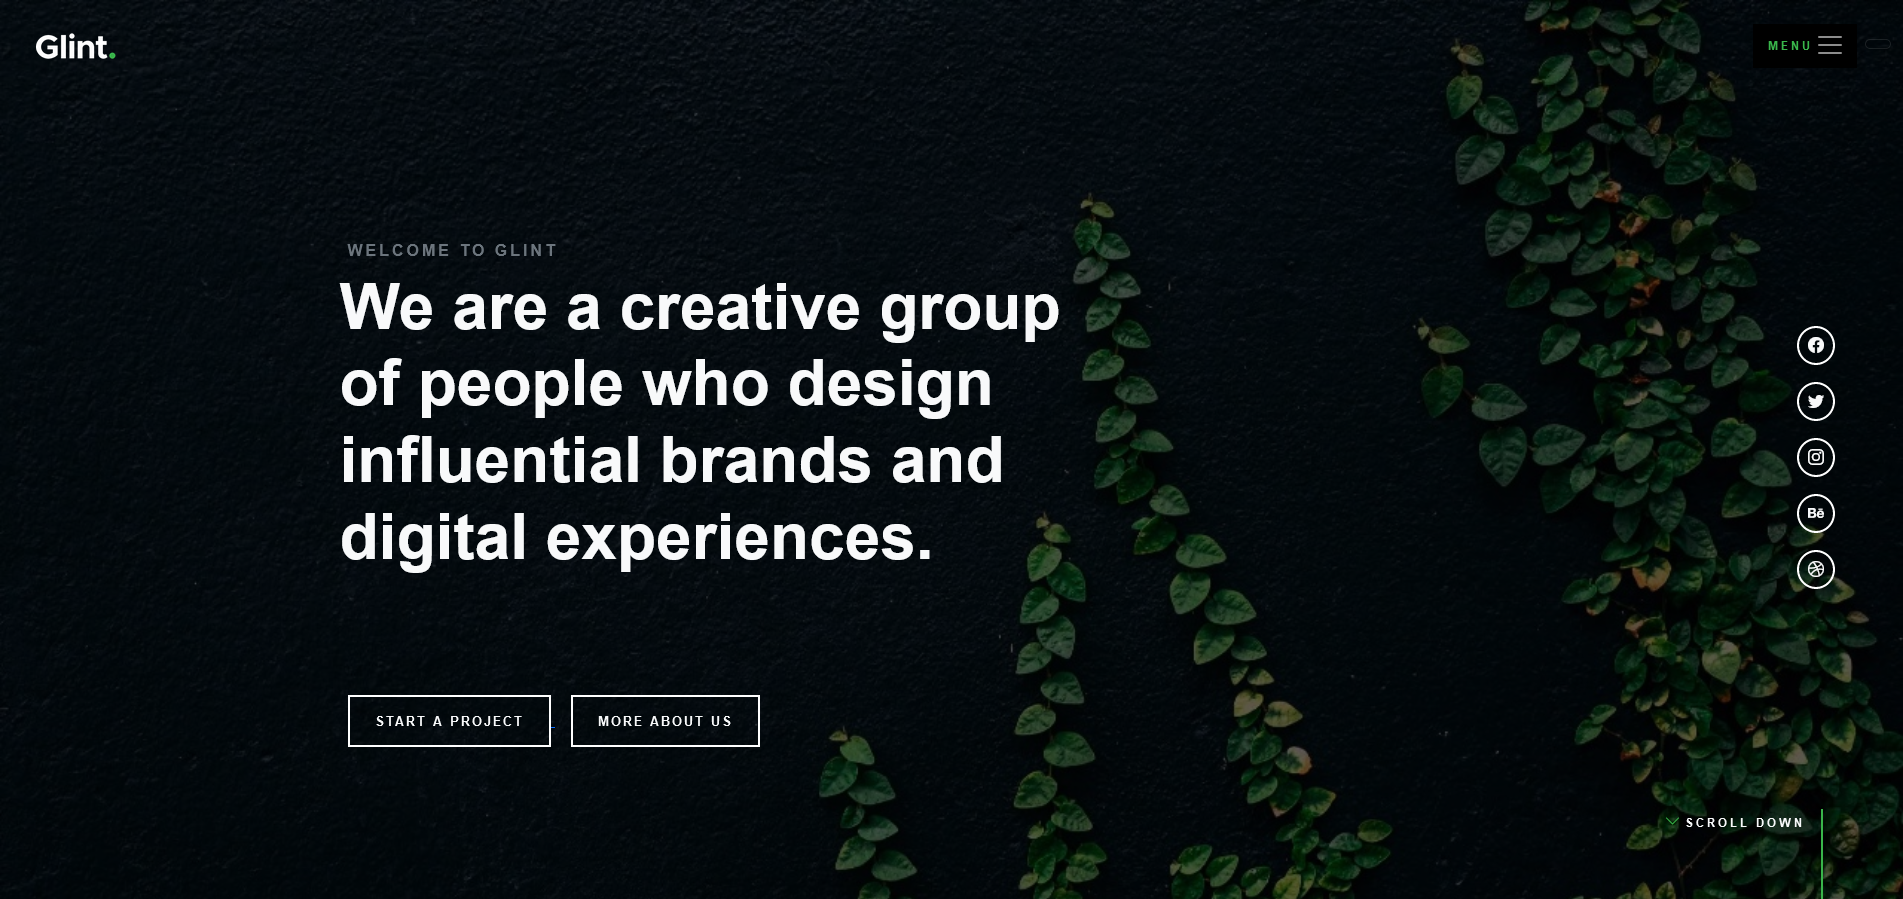 Glint.
MENU
WELCOME TO GLINT
We are a creative group
of people who design
influential brands and
digital experiences.
Bē
START A PROJECT
MORE ABOUT US
SCROLL DOWN